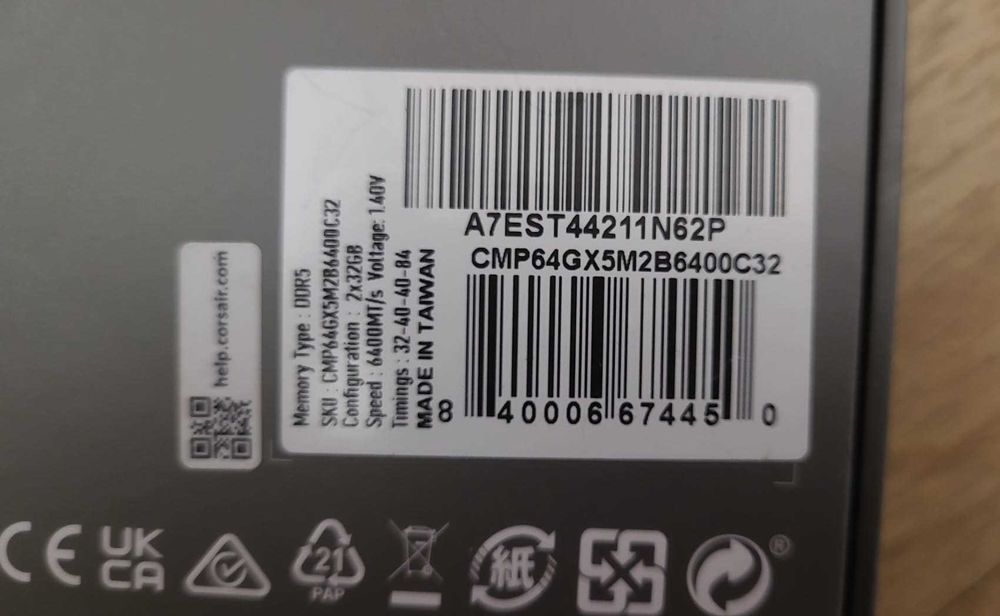 A7EST44211N62P
CMP64GX5M2B6400C32
8 40006 67445 0
Memory Type : DDR5
SKU : CMP64GX5M2B6400C32
Configuration : 2x32GB
Speed : 6400MT/s Voltage: 1.40V
Timings : 32-40-40-84
MADE IN TAIWAN
help.corsair.com
CE
UK
CA
21
PAP
紙
®